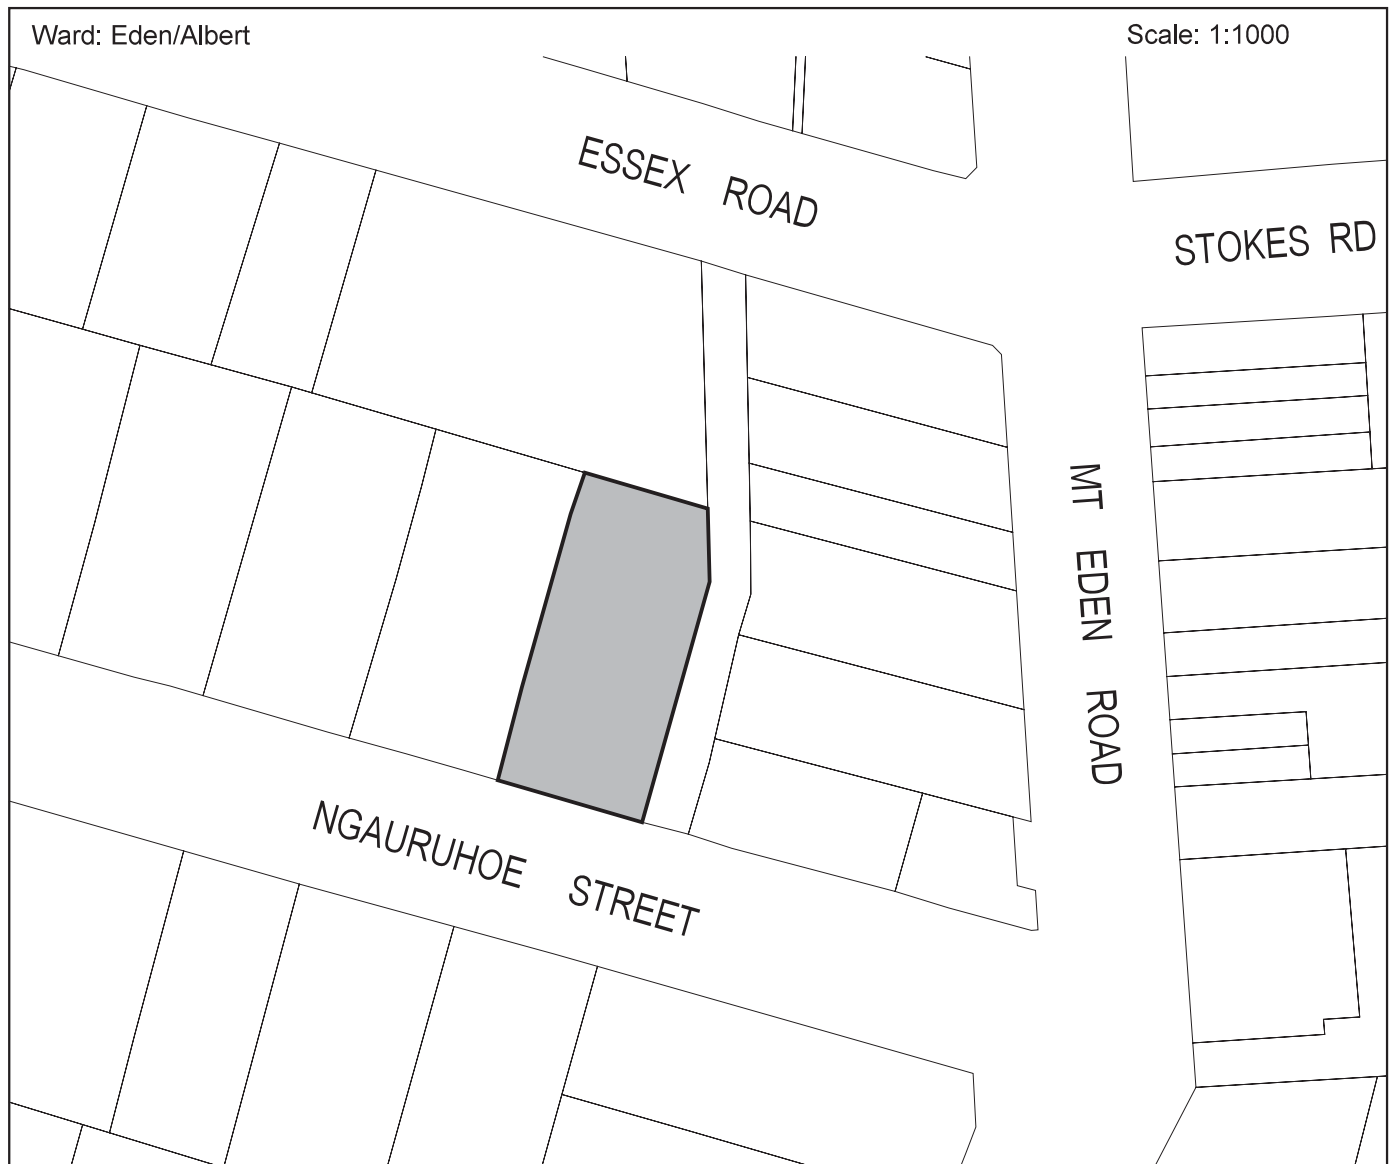 Ward: Eden/Albert
Scale: 1:1000
ESSEX ROAD
STOKES RD
MT EDEN ROAD
NGAURUHOE STREET